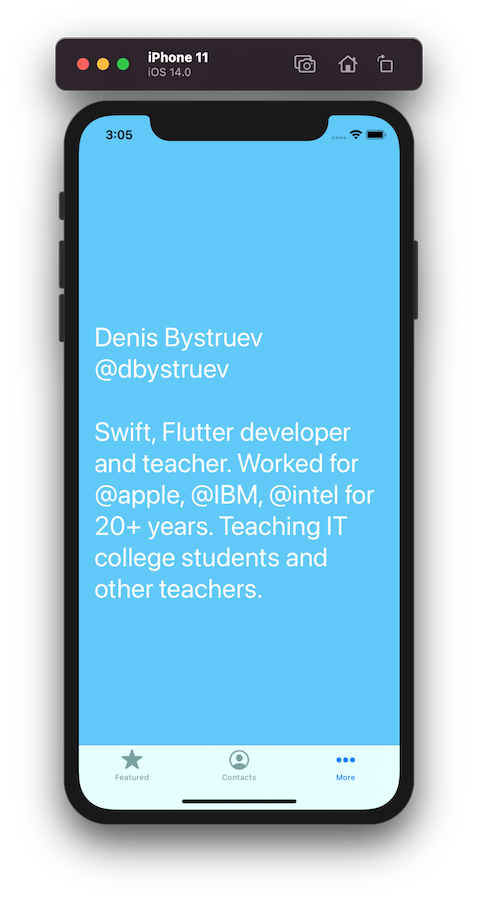 iPhone 11
iOS 14.0
3:05
Denis Bystruev
@dbystruev
Swift, Flutter developer
and teacher. Worked for
@apple, @IBM, @intel for
20+ years. Teaching IT
college students and
other teachers.
Featured
Contacts
More